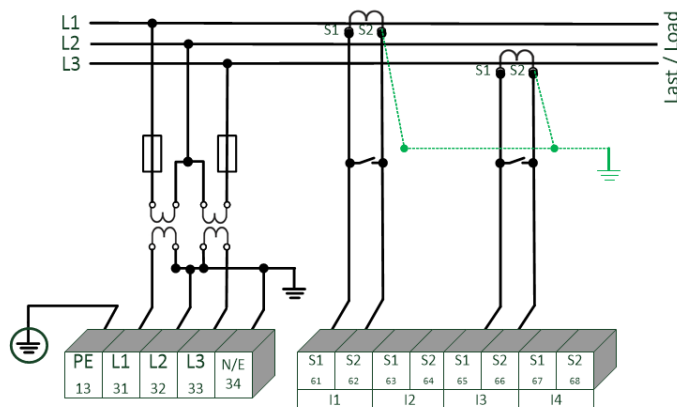 L1
L2
L3
S1 S2
S1 S2
Last / Load
PE L1 L2 L3 N/E
13 31 32 33 34
S1 S2 S1 S2 S1 S2 S1 S2
61 62 63 64 65 66 67 68
I1 I2 I3 I4